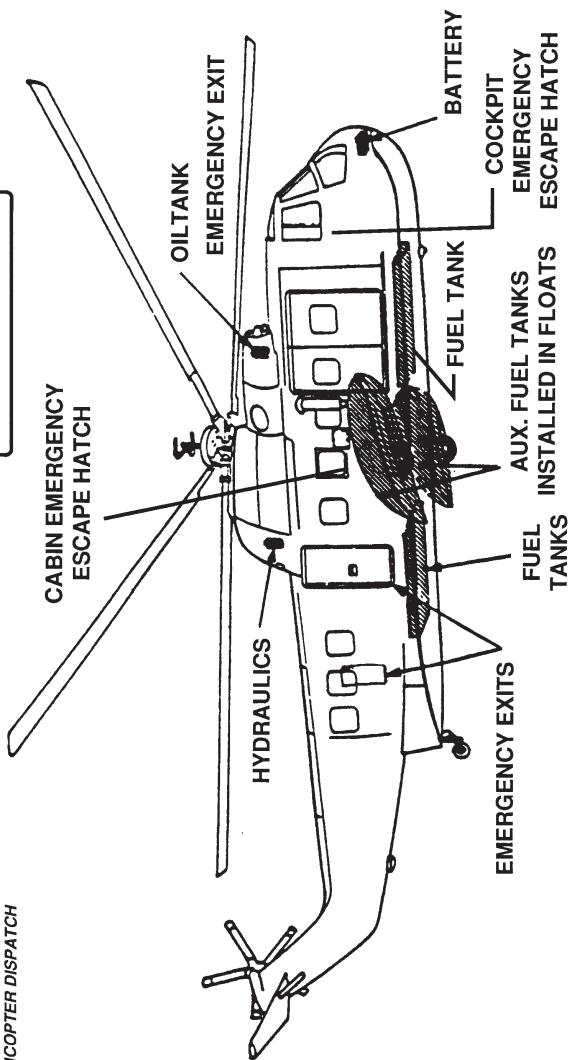 ICOPTER DISPATCH
CABIN EMERGENCY
ESCAPE HATCH
OILTANK
EMERGENCY EXIT
HYDRAULICS
BATTERY
COCKPIT
EMERGENCY
ESCAPE HATCH
FUEL TANK
AUX. FUEL TANKS
INSTALLED IN FLOATS
FUEL
TANKS
EMERGENCY EXITS